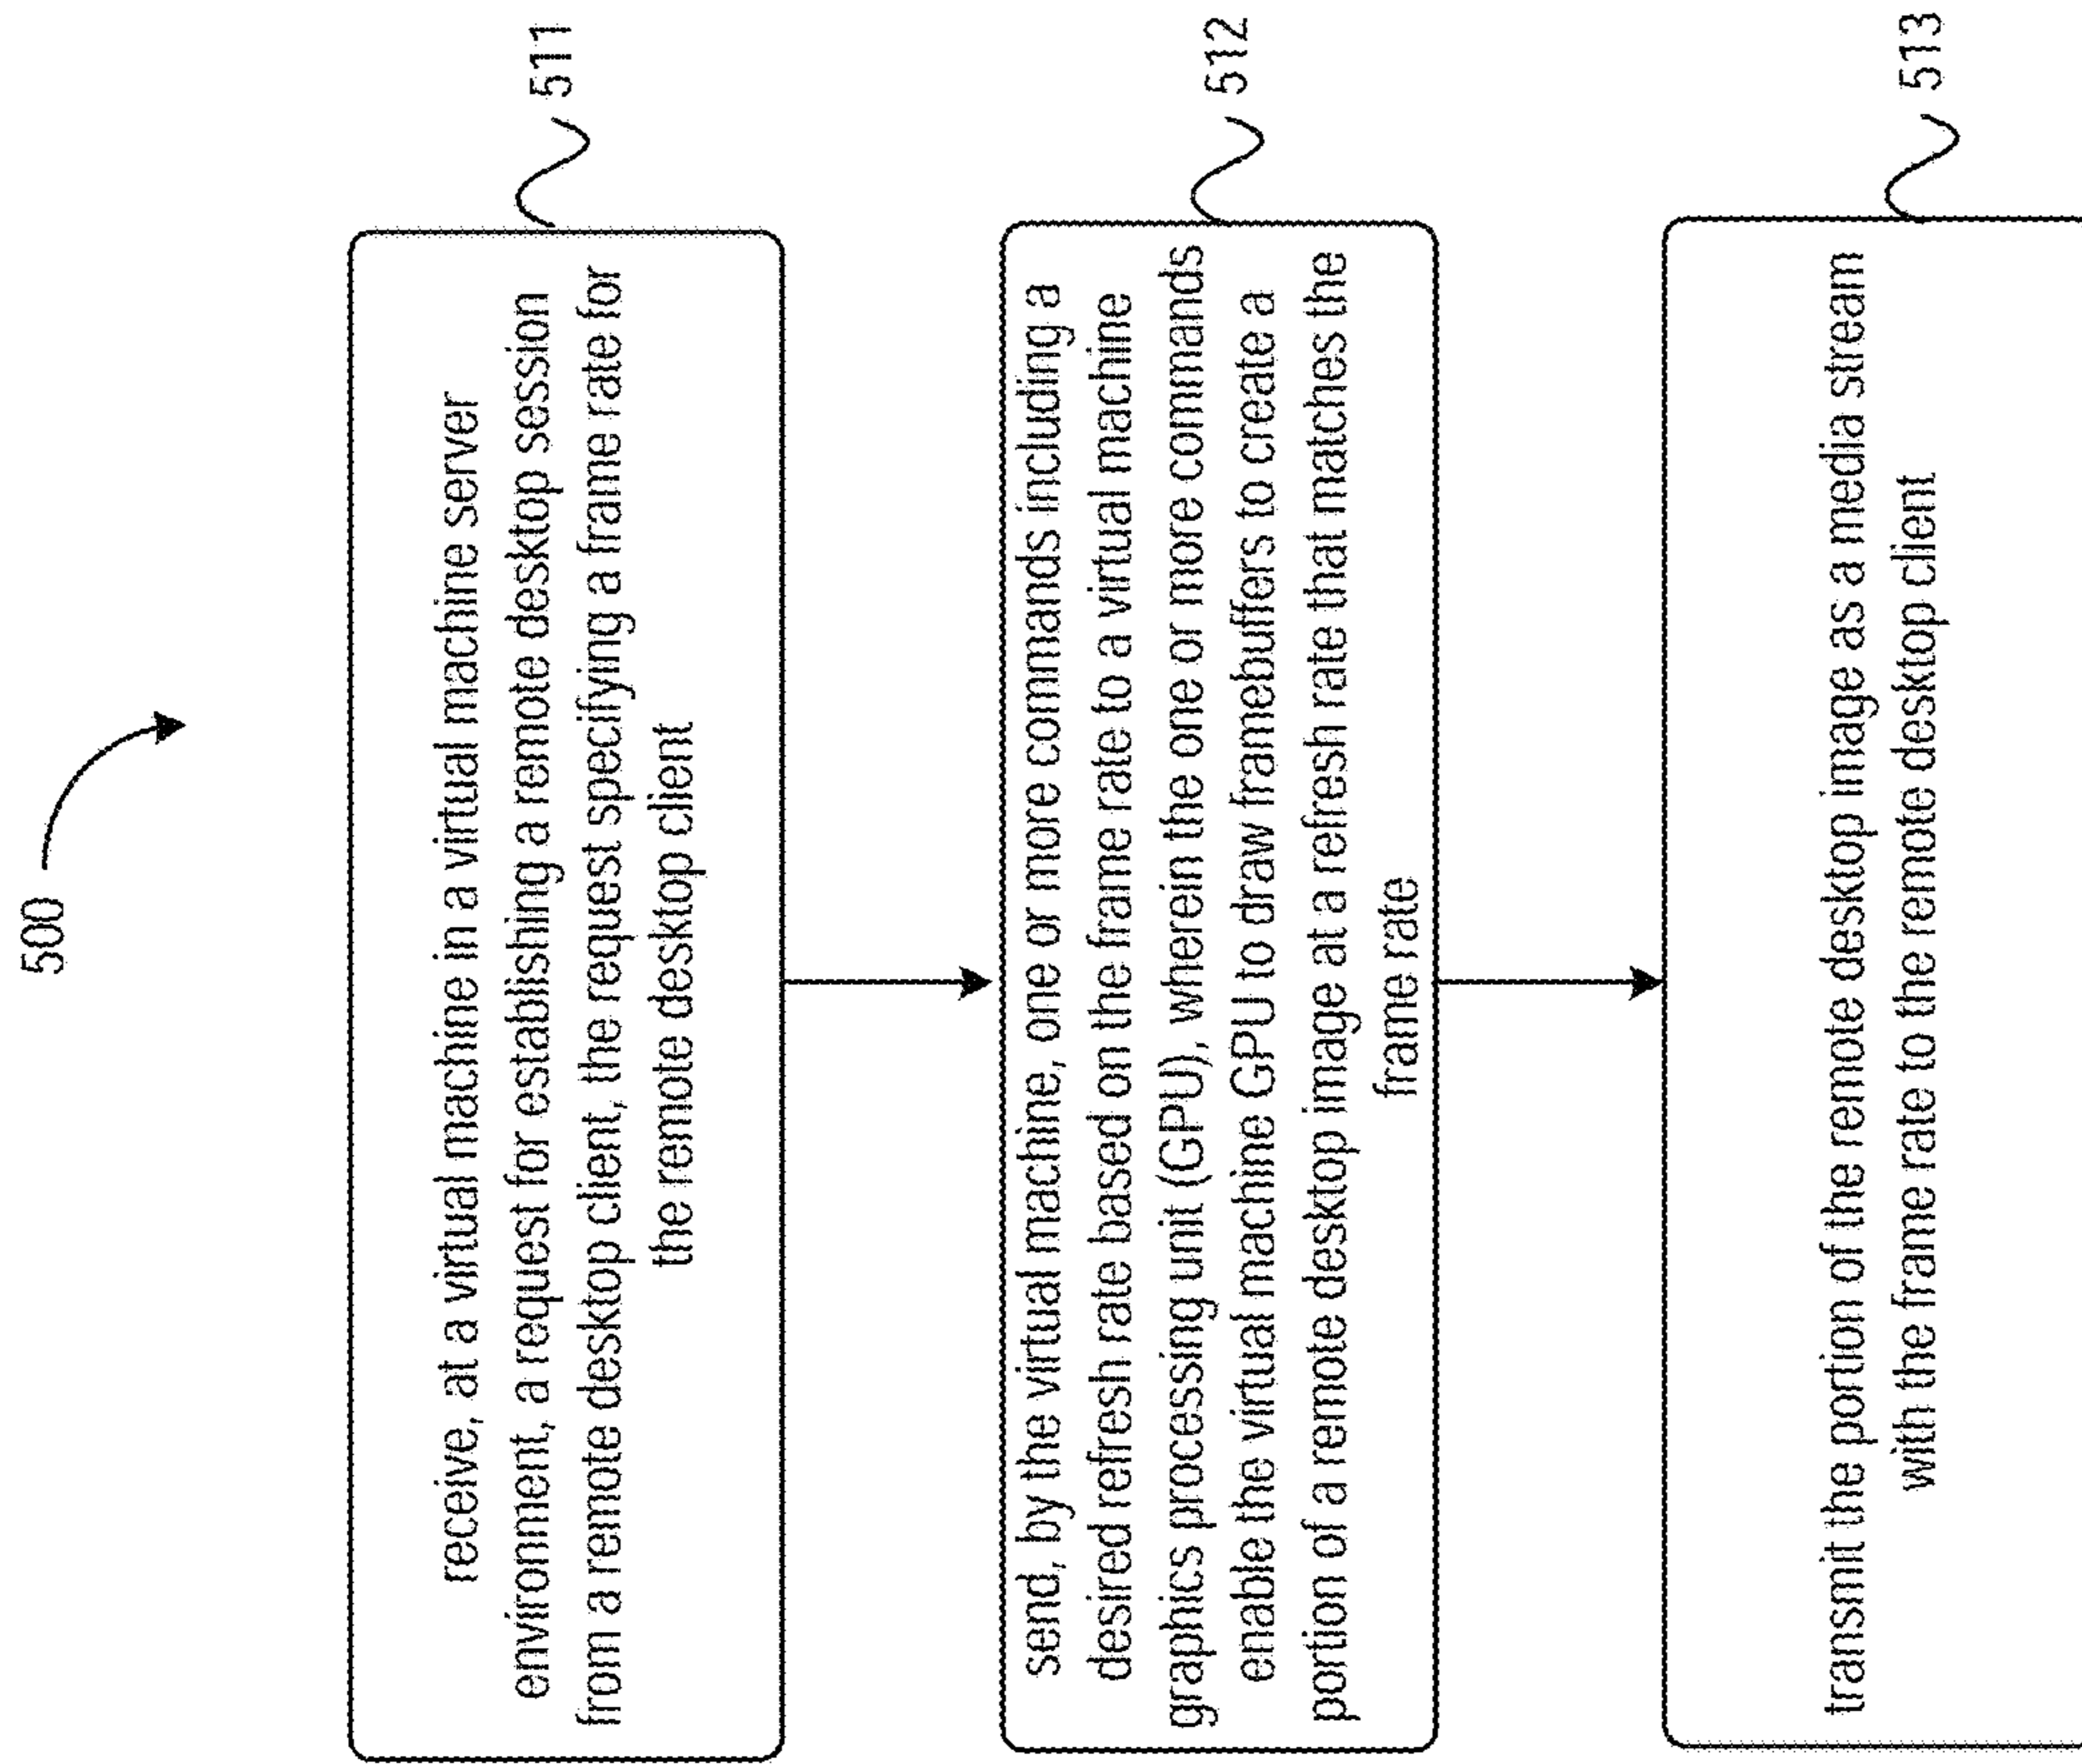 500
receive, at a virtual machine in a virtual machine server
environment, a request for establishing a remote desktop session
from a remote desktop client, the request specifying a frame rate for
the remote desktop client
511
send, by the virtual machine, one or more commands including a
desired refresh rate based on the frame rate to a virtual machine
graphics processing unit (GPU), wherein the one or more commands
enable the virtual machine GPU to draw framebuffers to create a
portion of a remote desktop image at a refresh rate that matches the
frame rate
512
transmit the portion of the remote desktop image as a media stream
with the frame rate to the remote desktop client
513